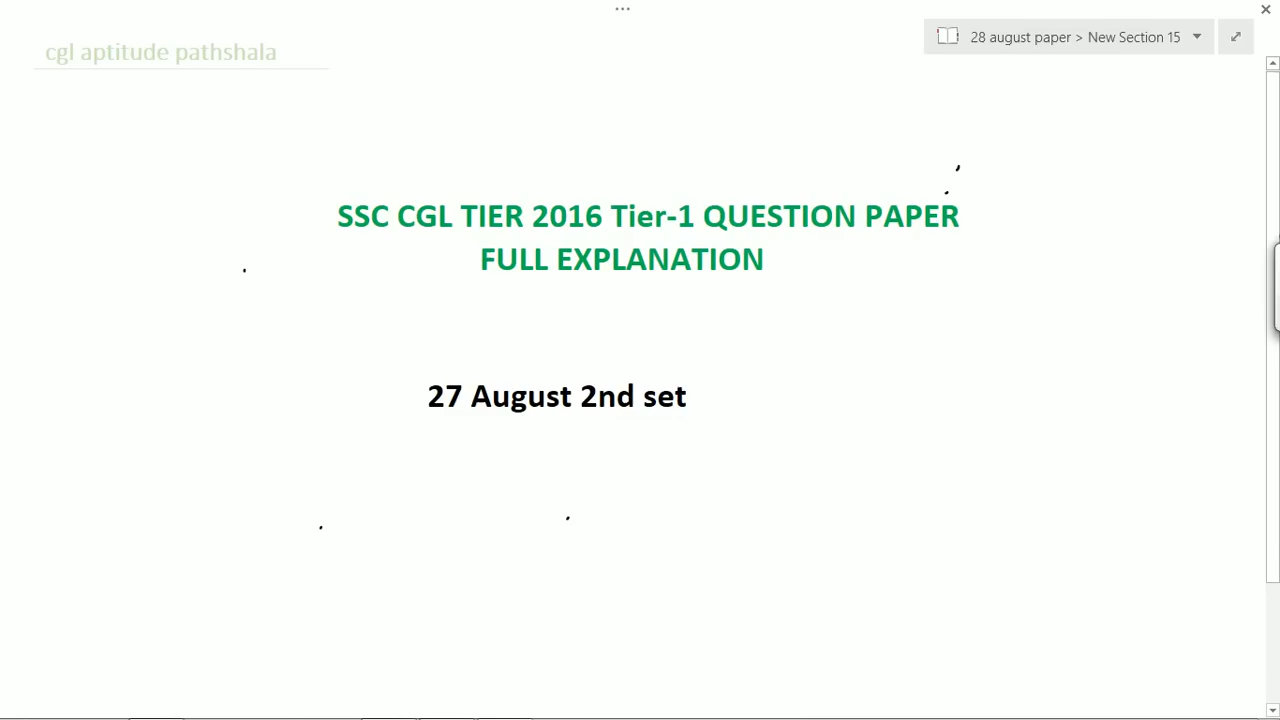 28 august paper > New Section 15
cgl aptitude pathshala
SSC CGL TIER 2016 Tier-1 QUESTION PAPER
FULL EXPLANATION
27 August 2nd set